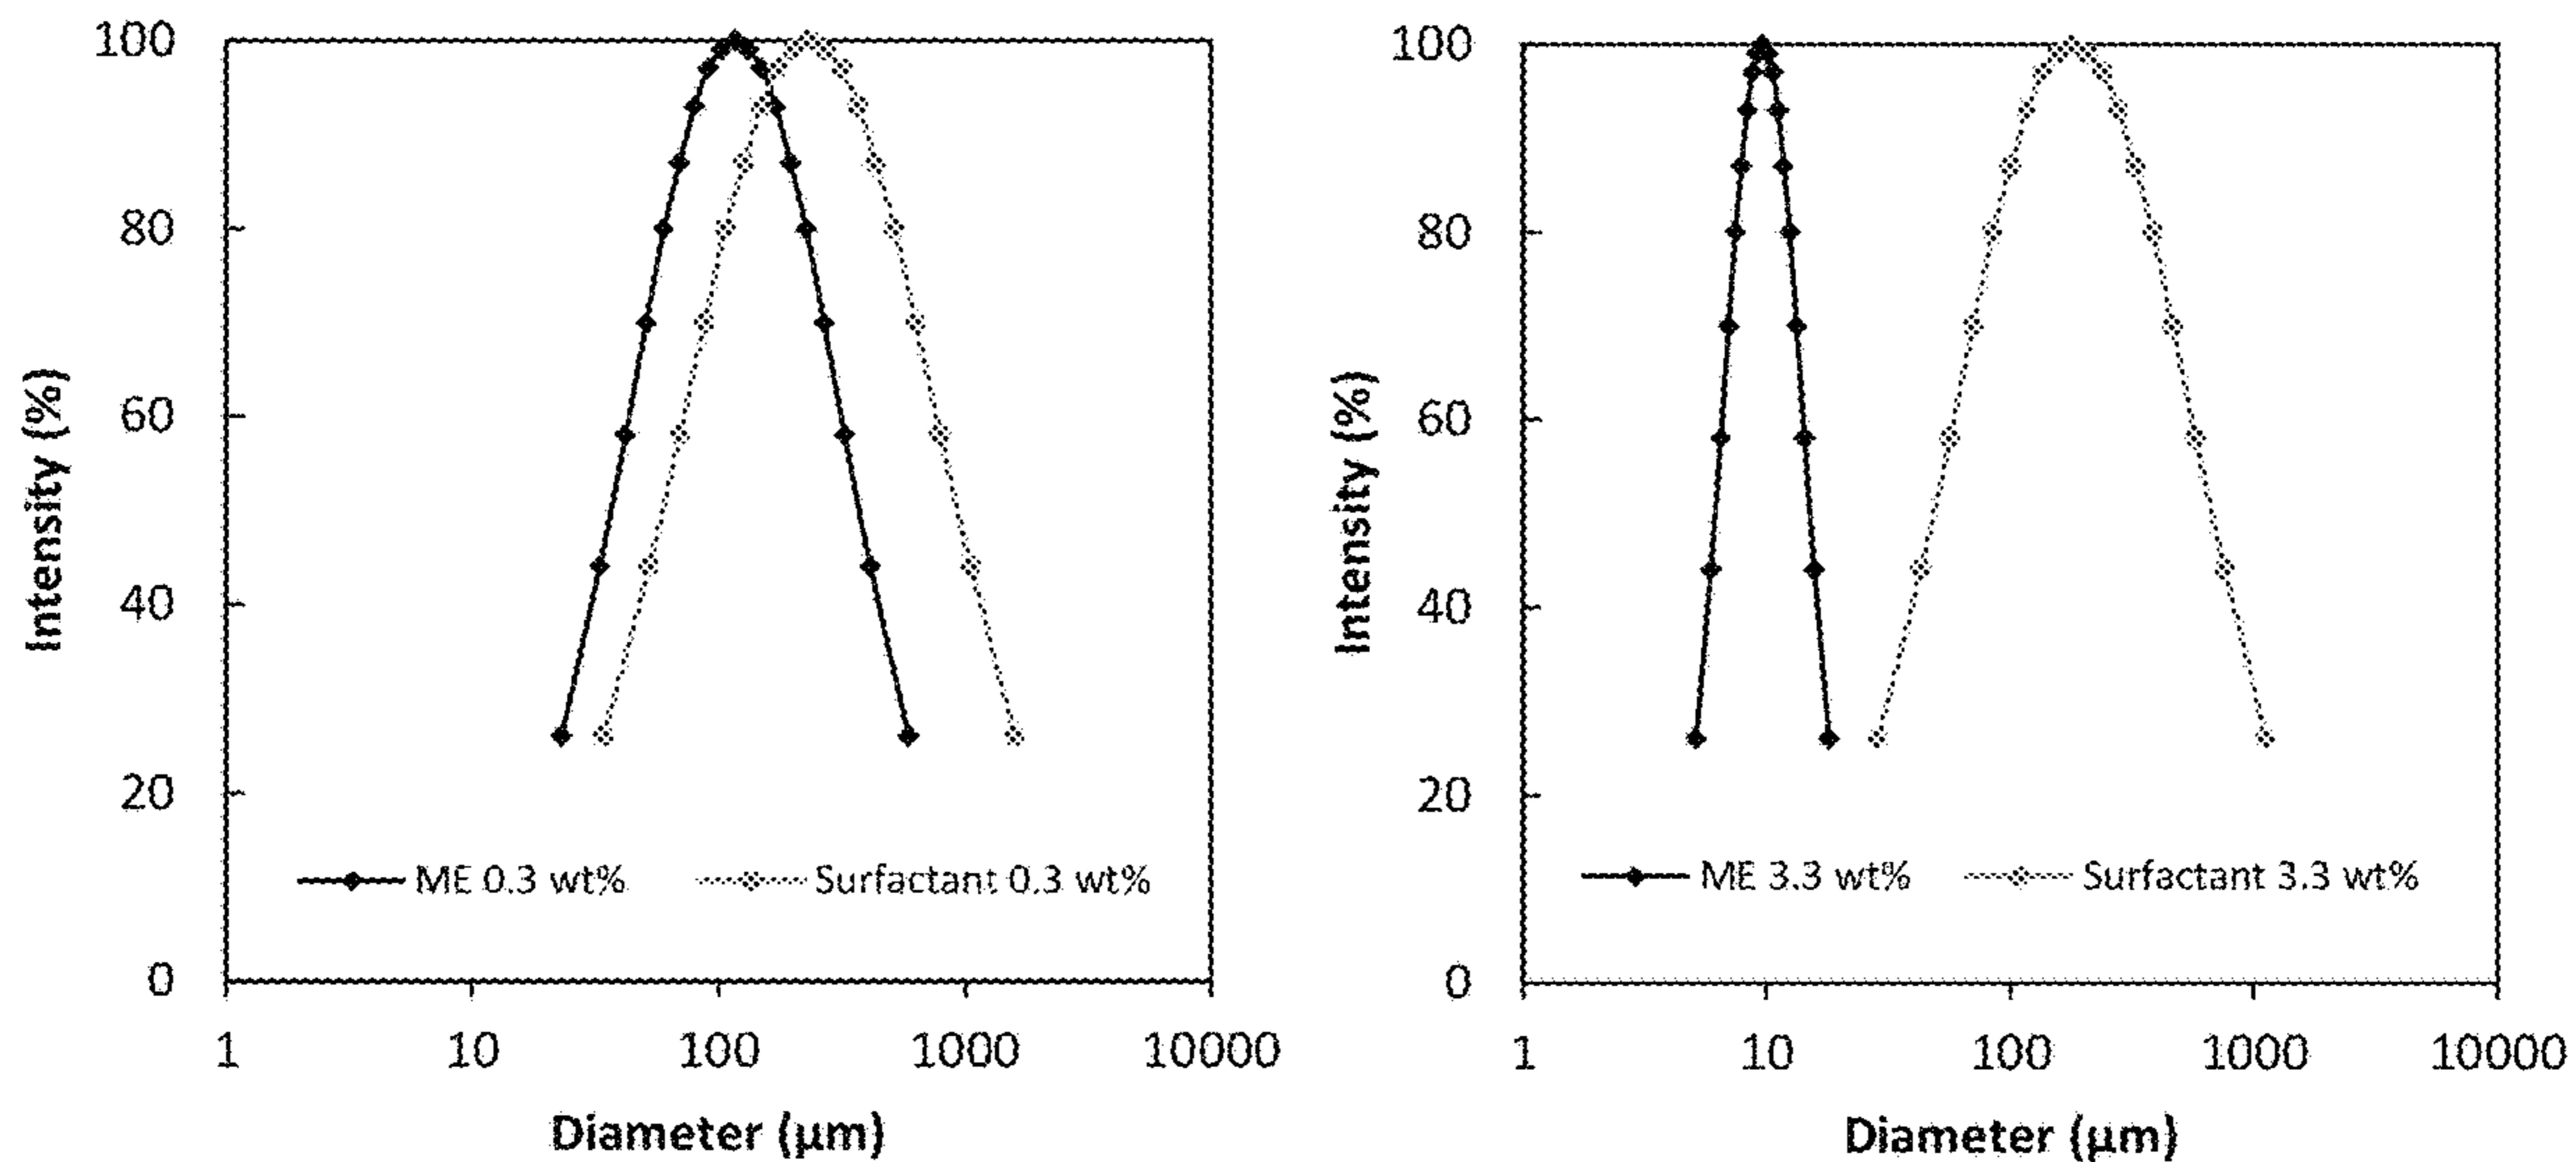 100
80
60
40
20
0
Intensity (%)
ME 0.3 wt% Surfactant 0.3 wt%
1 10 100 1000 10000
Diameter (μm)
100
80
60
40
20
0
Intensity (%)
ME 3.3 wt% Surfactant 3.3 wt%
1 10 100 1000 10000
Diameter (μm)